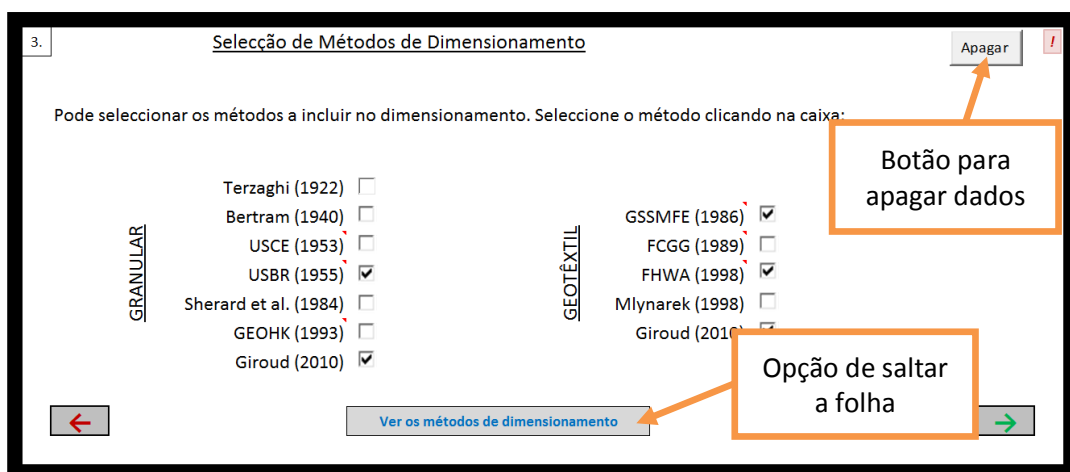 3.
Selecção de Métodos de Dimensionamento
Apagar
!
Pode seleccionar os métodos a incluir no dimensionamento. Seleccione o método clicando na caixa:
Botão para
apagar dados
GRANULAR
Terzaghi (1922)
Bertram (1940)
USCE (1953)
USBR (1955)
Sherard et al. (1984)
GEOHK (1993)
Giroud (2010)
GEOTÊXTIL
GSSMFE (1986)
FCGG (1989)
FHWA (1998)
Mlynarek (1998)
Giroud (2010)
Opção de saltar
a folha
Ver os métodos de dimensionamento